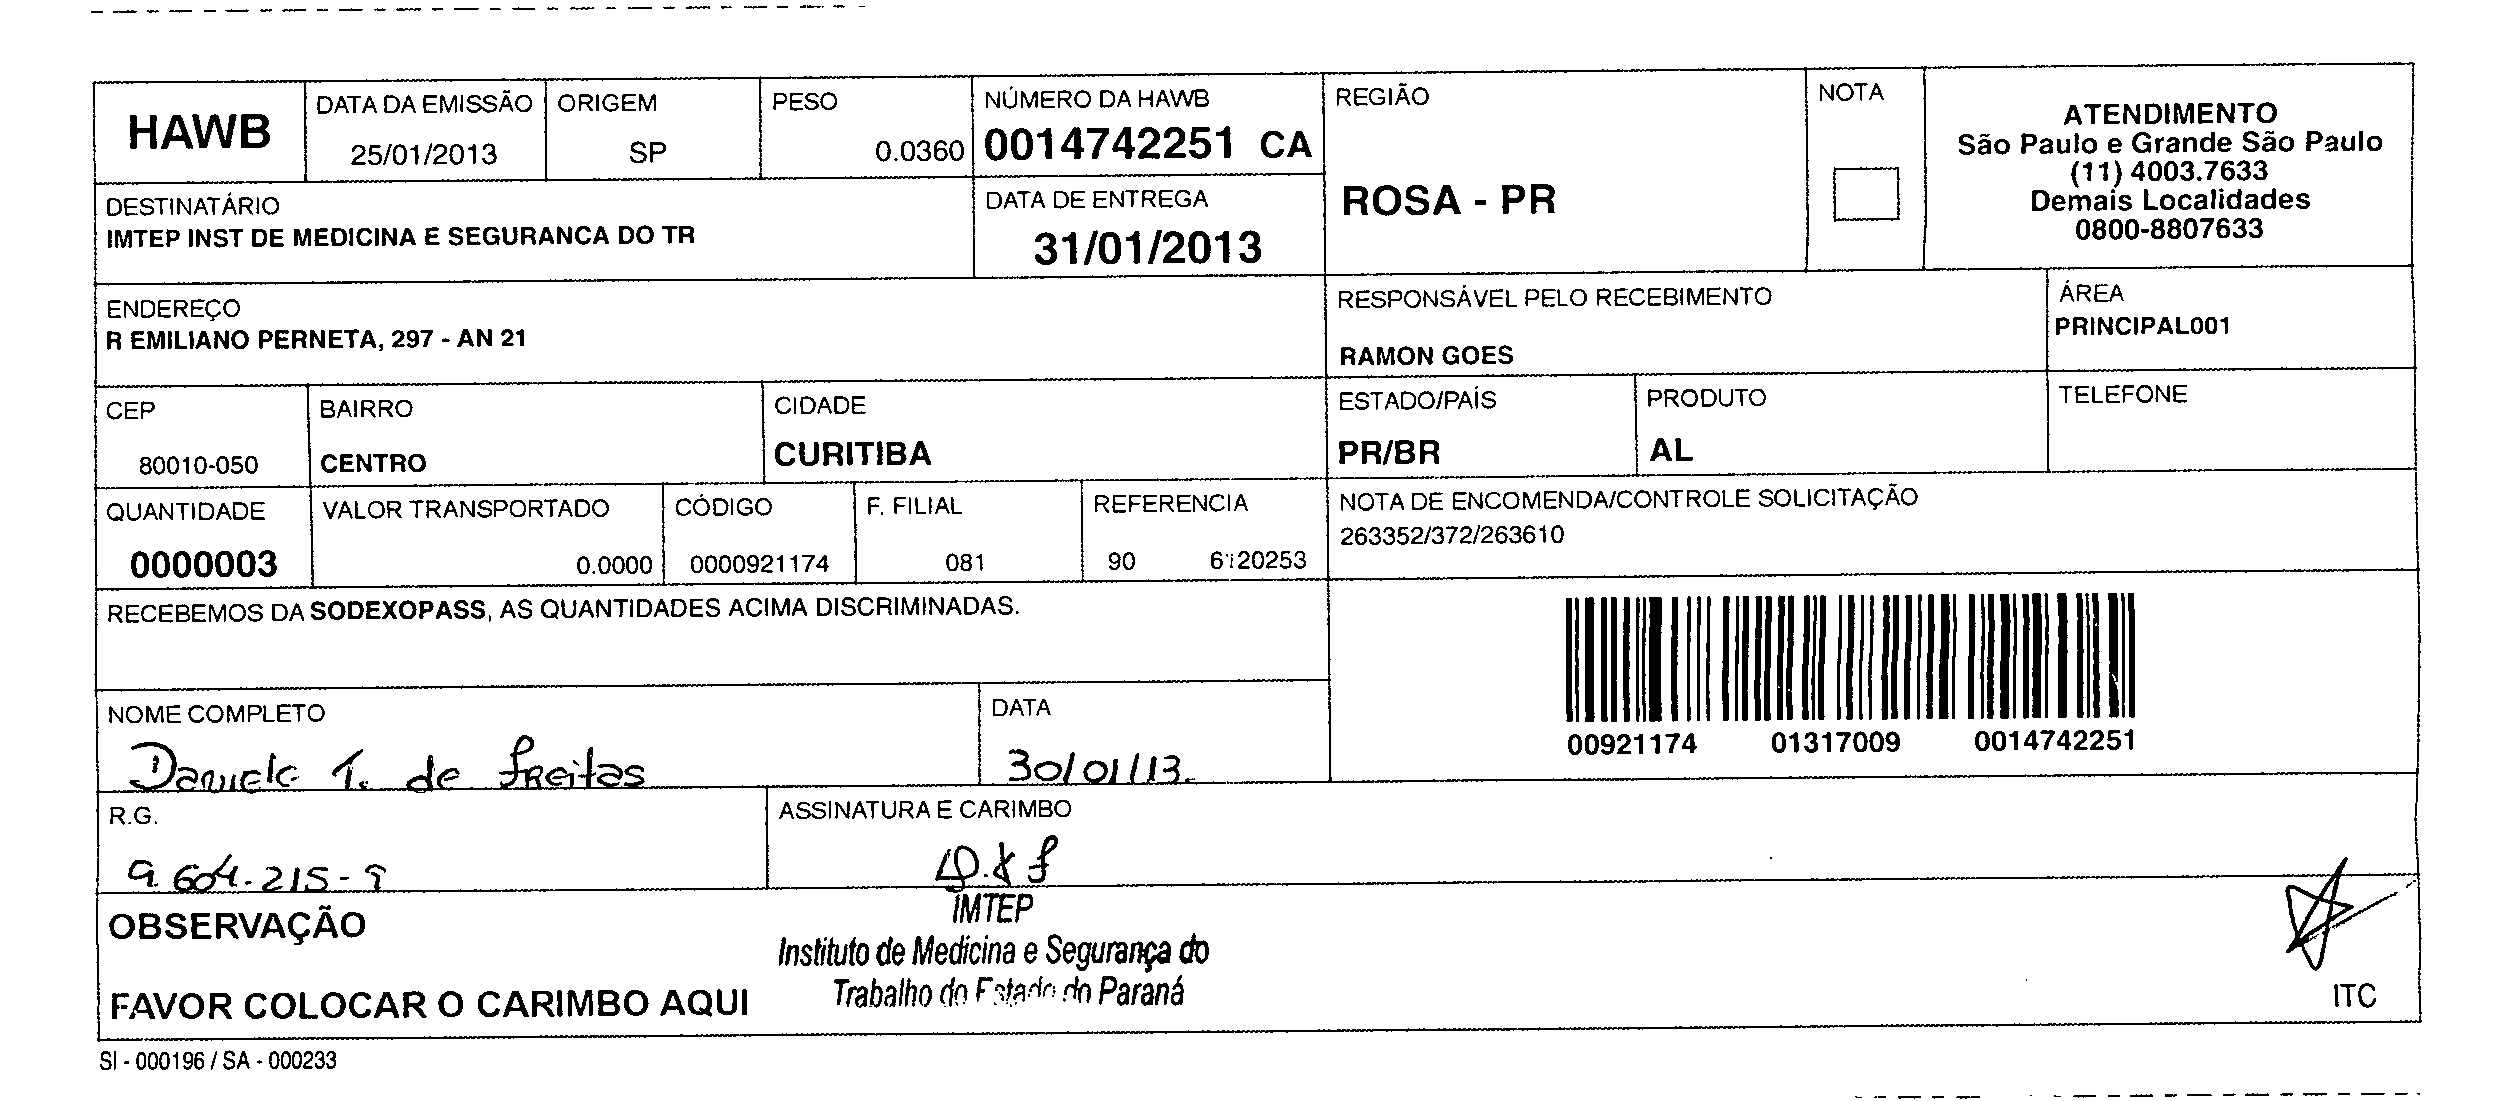 HAWB
DATA DA EMISSÃO
25/01/2013
ORIGEM
SP
PESO
0.0360
NÚMERO DA HAWB
0014742251 CA
REGIÃO
ROSA - PR
NOTA
ATENDIMENTO
São Paulo e Grande São Paulo
(11) 4003.7633
Demais Localidades
0800-8807633
DESTINATÁRIO
IMTEP INST DE MEDICINA E SEGURANCA DO TR
DATA DE ENTREGA
31/01/2013
ENDEREÇO
R EMILIANO PERNETA, 297 - AN 21
RESPONSÁVEL PELO RECEBIMENTO
RAMON GOES
ÁREA
PRINCIPAL001
CEP
80010-050
BAIRRO
CENTRO
CIDADE
CURITIBA
ESTADO/PAÍS
PR/BR
PRODUTO
AL
TELEFONE
QUANTIDADE
0000003
VALOR TRANSPORTADO
0.0000
CÓDIGO
0000921174
F. FILIAL
081
REFERENCIA
90
NOTA DE ENCOMENDA/CONTROLE SOLICITAÇÃO
263352/372/263610
RECEBEMOS DA SODEXOPASS, AS QUANTIDADES ACIMA DISCRIMINADAS.
00921174 01317009 0014742251
NOME COMPLETO
Daniele T. de Freitas
DATA
30/01/13.
R.G.
9.604.215-9
ASSINATURA E CARIMBO
IMTEP
Instituto de Medicina e Segurança do
Trabalho do Estado do Paraná
OBSERVAÇÃO
FAVOR COLOCAR O CARIMBO AQUI
ITC
SI - 000196 / SA - 000233